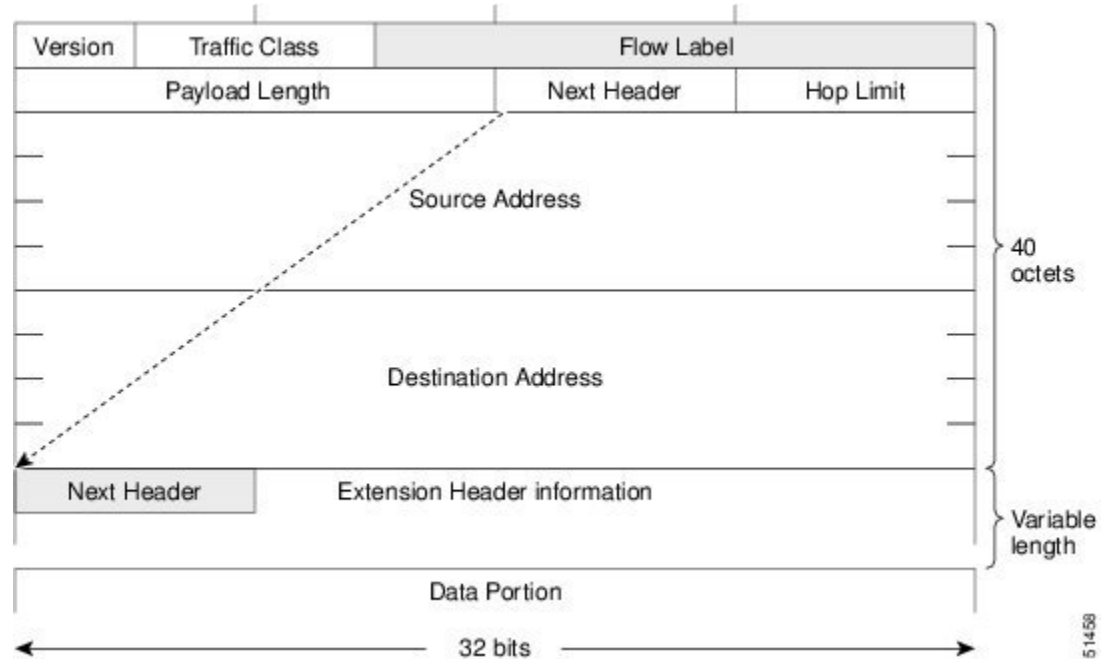 Version Traffic Class Flow Label
Payload Length Next Header Hop Limit
Source Address
40
octets
Destination Address
Next Header Extension Header information
Variable
length
Data Portion
32 bits
51458